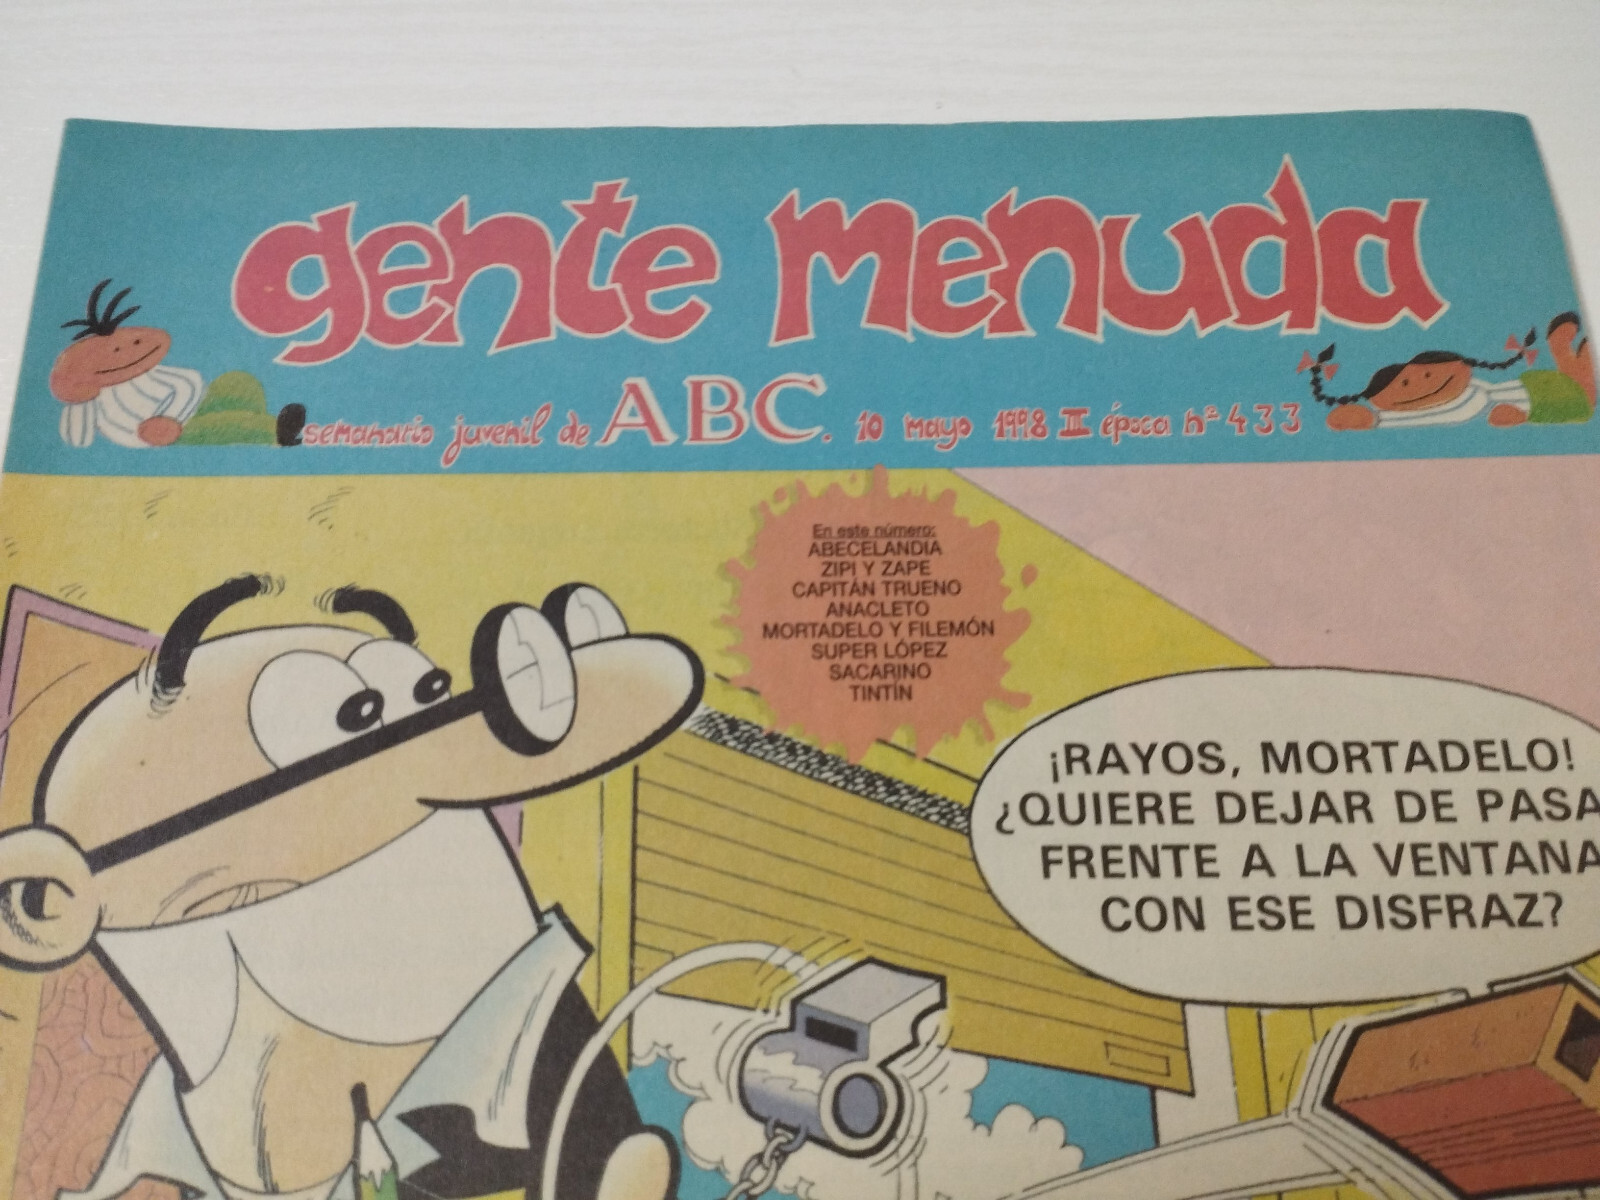 gente menuda
semanario juvenil de ABC. 10 mayo 1998 II época nº 433
En este número:
ABECELANDIA
ZIPI Y ZAPE
CAPITÁN TRUENO
ANACLETO
MORTADELO Y FILEMÓN
SUPER LÓPEZ
SACARINO
TINTÍN
¡RAYOS, MORTADELO!
¿QUIERE DEJAR DE PASA
FRENTE A LA VENTANA
CON ESE DISFRAZ?